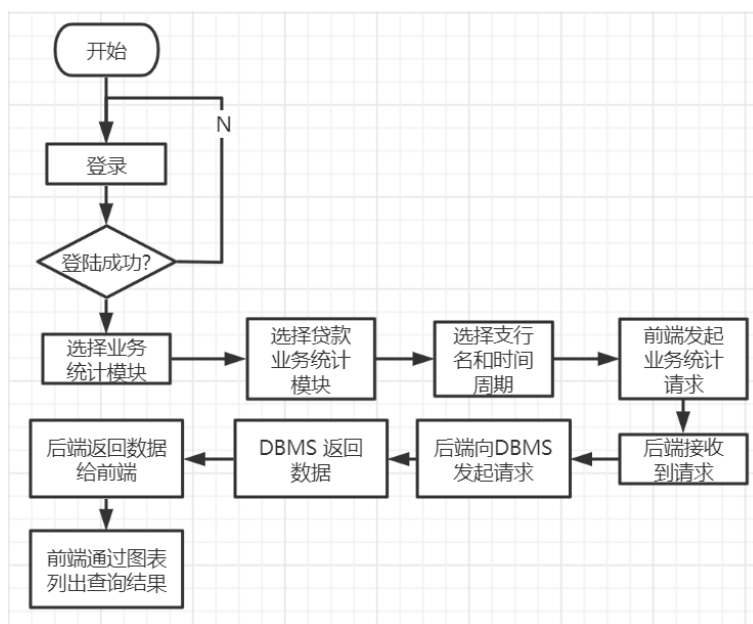 开始
N
登录
登陆成功?
选择业务
统计模块
选择贷款
业务统计
模块
选择支行
名和时间
周期
前端发起
业务统计
请求
后端接收
到请求
后端向DBMS
发起请求
DBMS 返回
数据
后端返回数据
给前端
前端通过图表
列出查询结果